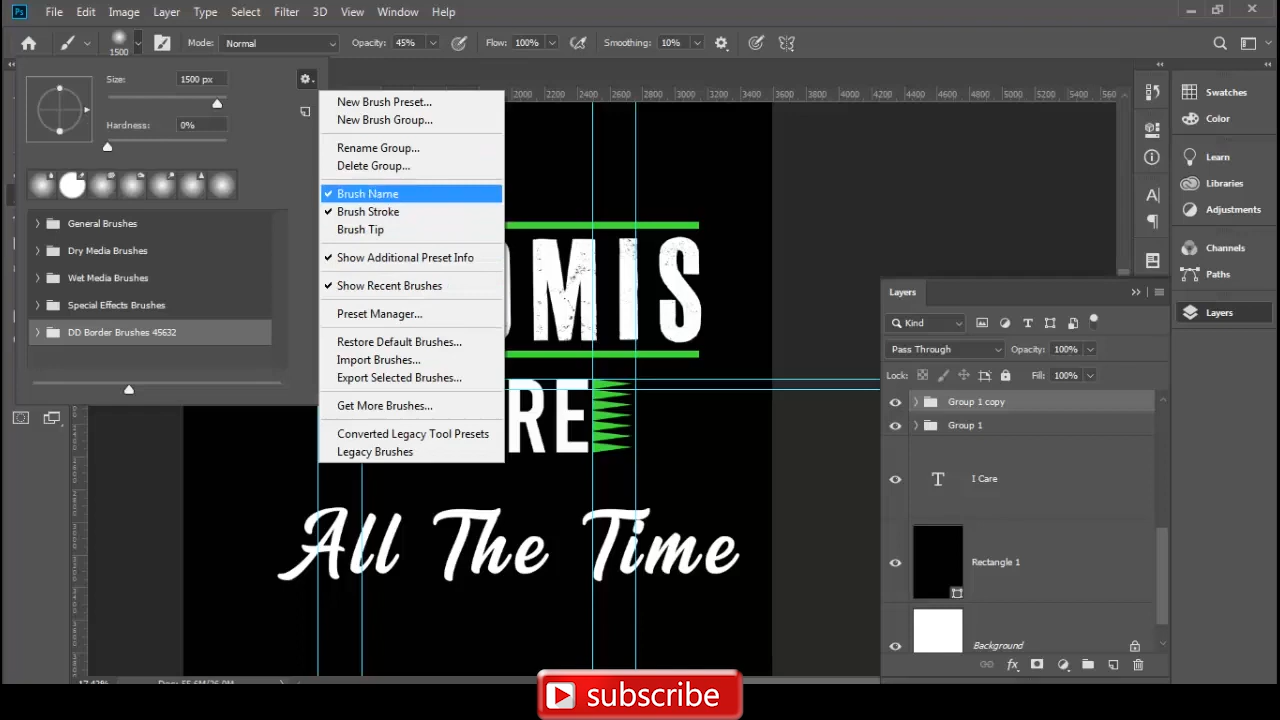 Ps File Edit Image Layer Type Select Filter 3D View Window Help
1500 Mode: Normal Opacity: 45% Flow: 100% Smoothing: 10%
Size: 1500 px
Hardness: 0%
General Brushes
Dry Media Brushes
Wet Media Brushes
Special Effects Brushes
DD Border Brushes 45632
New Brush Preset...
New Brush Group...
Rename Group...
Delete Group...
Brush Name
Brush Stroke
Brush Tip
Show Additional Preset Info
Show Recent Brushes
Preset Manager...
Restore Default Brushes...
Import Brushes...
Export Selected Brushes...
Get More Brushes...
Converted Legacy Tool Presets
Legacy Brushes
2000 2200 2400 2600 2800 3000 3200 3400 3600 3800 4000 4200 4400 4600 4800 5000 5200 5400 560
OMIS
RE
All The Time
Swatches
Color
Learn
Libraries
Adjustments
Channels
Paths
Layers
Layers
Kind
Pass Through Opacity: 100%
Lock: Fill: 100%
Group 1 copy
Group 1
T I Care
Rectangle 1
Background
fx
subscribe